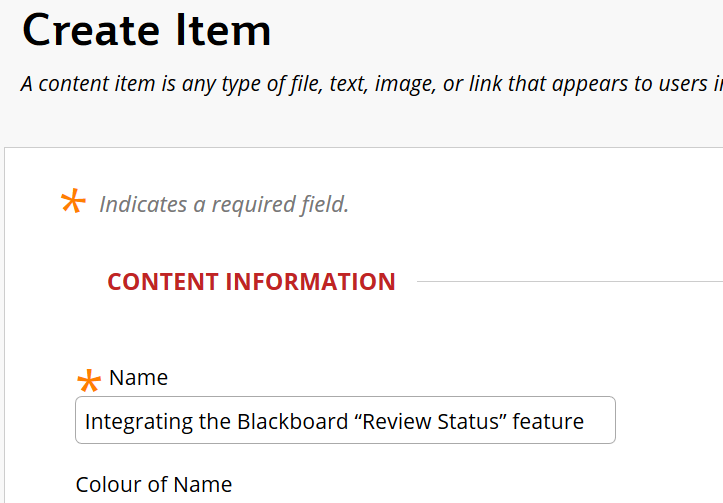 Create Item
A content item is any type of file, text, image, or link that appears to users
* Indicates a required field.
CONTENT INFORMATION
* Name
Integrating the Blackboard “Review Status” feature
Colour of Name